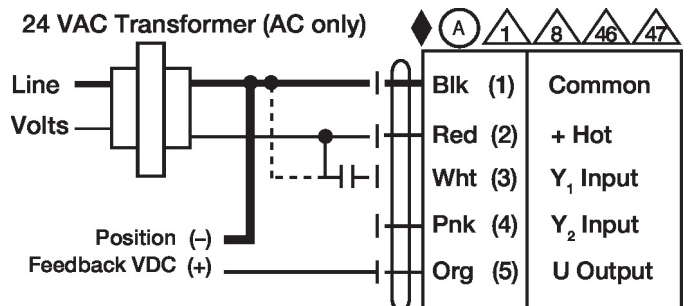 24 VAC Transformer (AC only)
A 1 8 46 47
Line
Volts
Blk (1) Common
Red (2) + Hot
Wht (3) Y₁ Input
Pnk (4) Y₂ Input
Position (–)
Feedback VDC (+)
Org (5) U Output